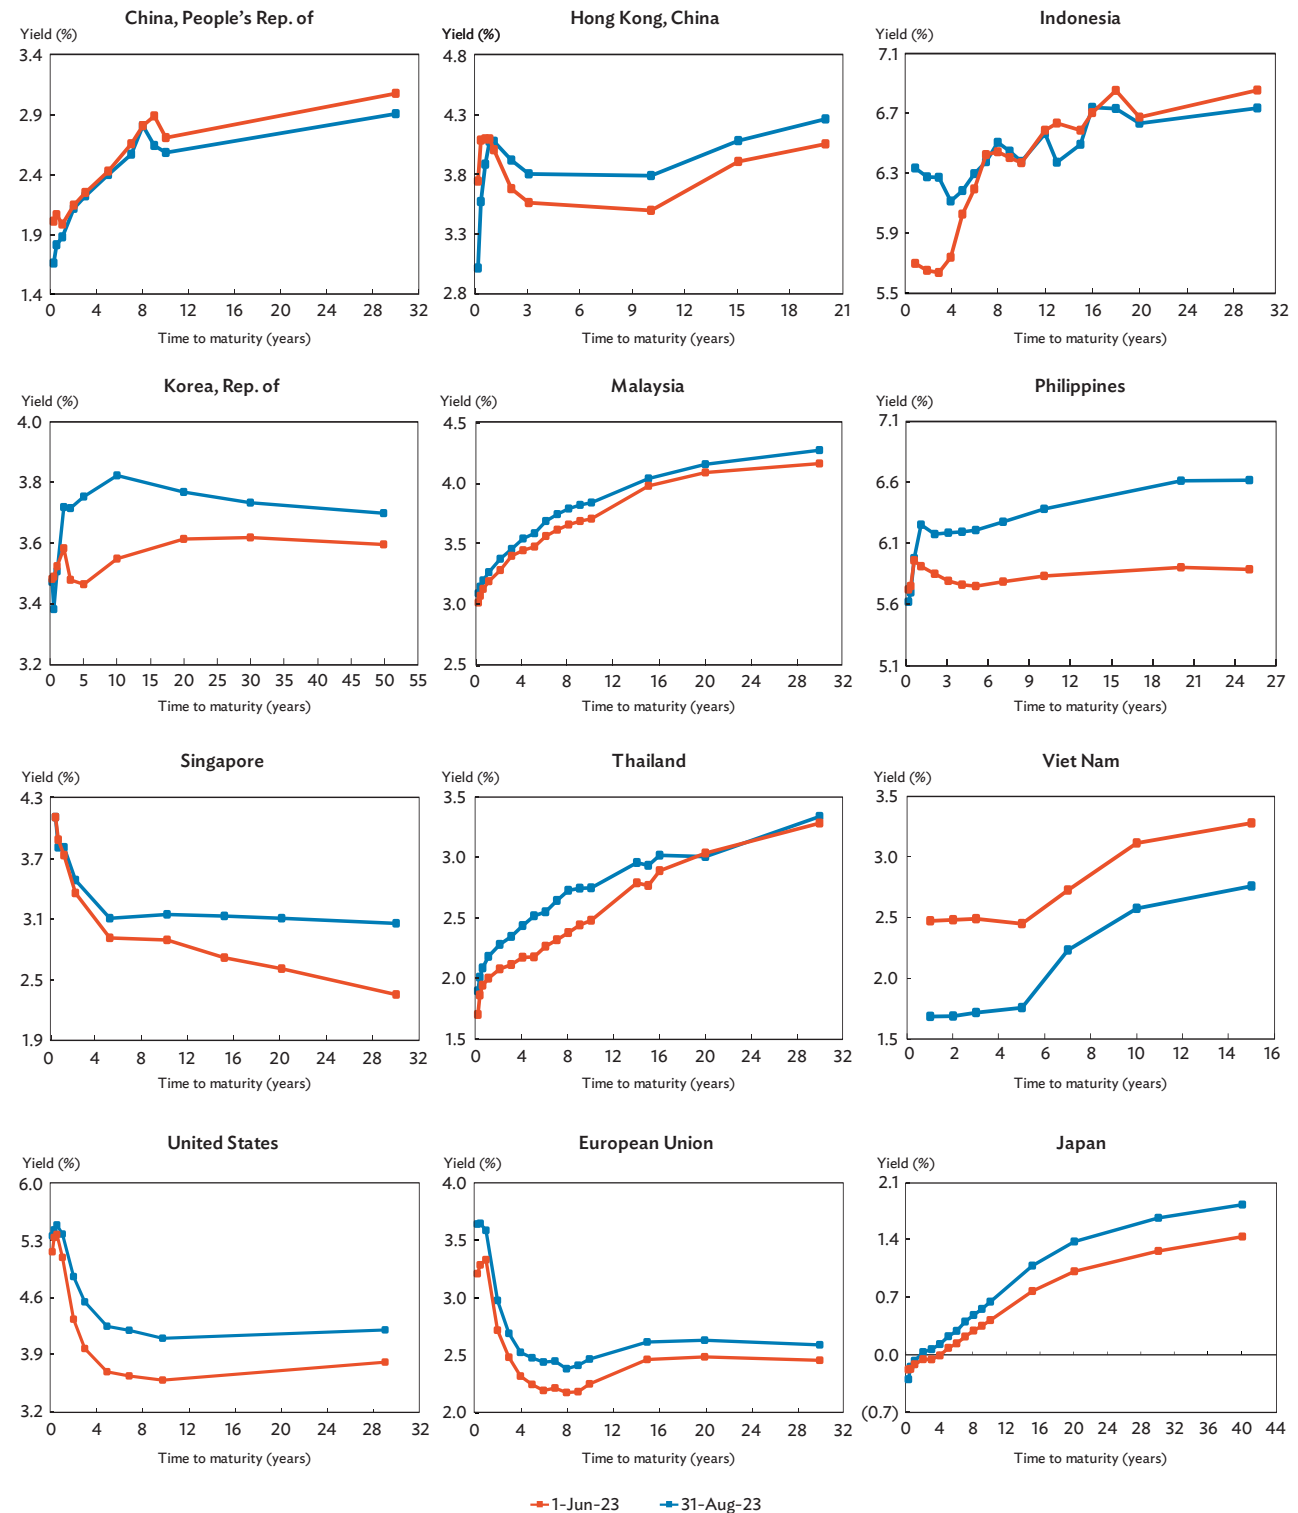 China, People's Rep. of
Yield (%)
3.4
2.9
2.4
1.9
1.4
0 4 8 12 16 20 24 28 32
Time to maturity (years)
Hong Kong, China
Yield (%)
4.8
4.3
3.8
3.3
2.8
0 3 6 9 12 15 18 21
Time to maturity (years)
Indonesia
Yield (%)
7.1
6.7
6.3
5.9
5.5
0 4 8 12 16 20 24 28 32
Time to maturity (years)
Korea, Rep. of
Yield (%)
4.0
3.8
3.6
3.4
3.2
0 5 10 15 20 25 30 35 40 45 50 55
Time to maturity (years)
Malaysia
Yield (%)
4.5
4.0
3.5
3.0
2.5
0 4 8 12 16 20 24 28 32
Time to maturity (years)
Philippines
Yield (%)
7.1
6.6
6.1
5.6
5.1
0 3 6 9 12 15 18 21 24 27
Time to maturity (years)
Singapore
Yield (%)
4.3
3.7
3.1
2.5
1.9
0 4 8 12 16 20 24 28 32
Time to maturity (years)
Thailand
Yield (%)
3.5
3.0
2.5
2.0
1.5
0 4 8 12 16 20 24 28 32
Time to maturity (years)
Viet Nam
Yield (%)
3.5
3.0
2.5
2.0
1.5
0 2 4 6 8 10 12 14 16
Time to maturity (years)
United States
Yield (%)
6.0
5.3
4.6
3.9
3.2
0 4 8 12 16 20 24 28 32
Time to maturity (years)
European Union
Yield (%)
4.0
3.5
3.0
2.5
2.0
0 4 8 12 16 20 24 28 32
Time to maturity (years)
Japan
Yield (%)
2.1
1.4
0.7
0.0
(0.7)
0 4 8 12 16 20 24 28 32 36 40 44
Time to maturity (years)
1-Jun-23 31-Aug-23